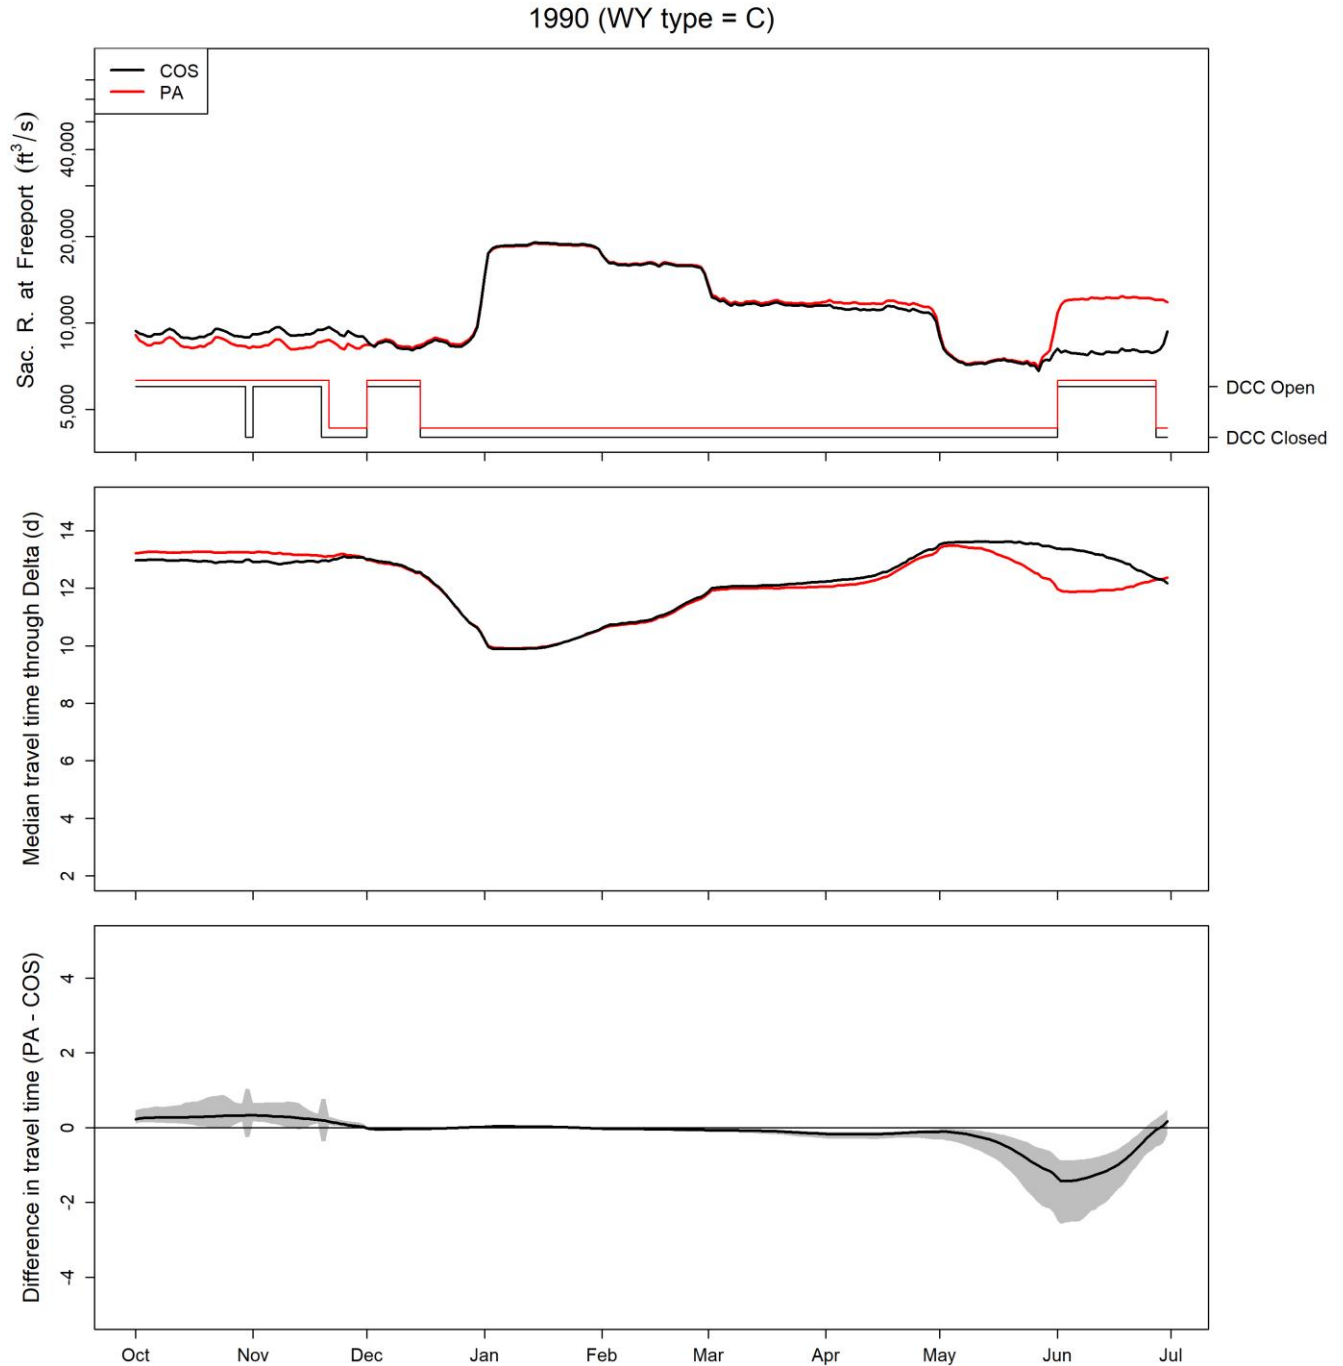 1990 (WY type = C)
COS
PA
Sac. R. at Freeport (ft³/s)
40,000
20,000
10,000
5,000
DCC Open
DCC Closed
Median travel time through Delta (d)
14
12
10
8
6
4
2
Difference in travel time (PA - COS)
4
2
0
-2
-4
Oct Nov Dec Jan Feb Mar Apr May Jun Jul